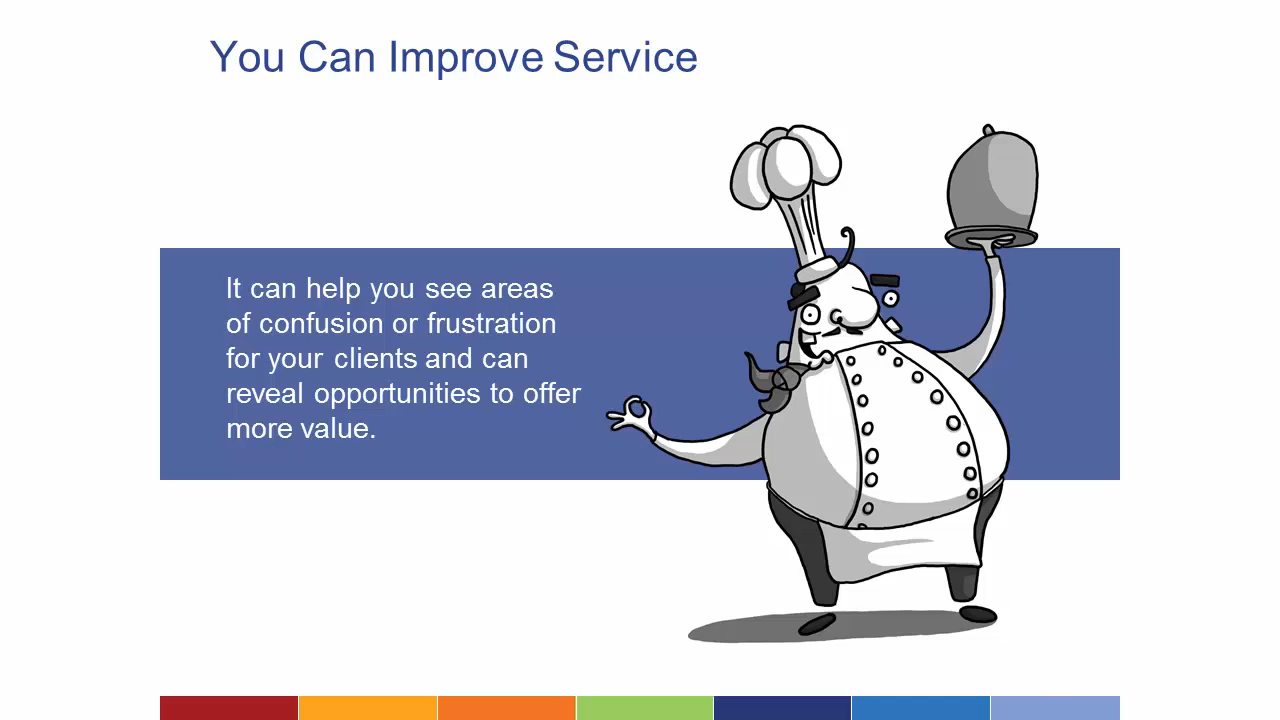 You Can Improve Service
It can help you see areas
of confusion or frustration
for your clients and can
reveal opportunities to offer
more value.